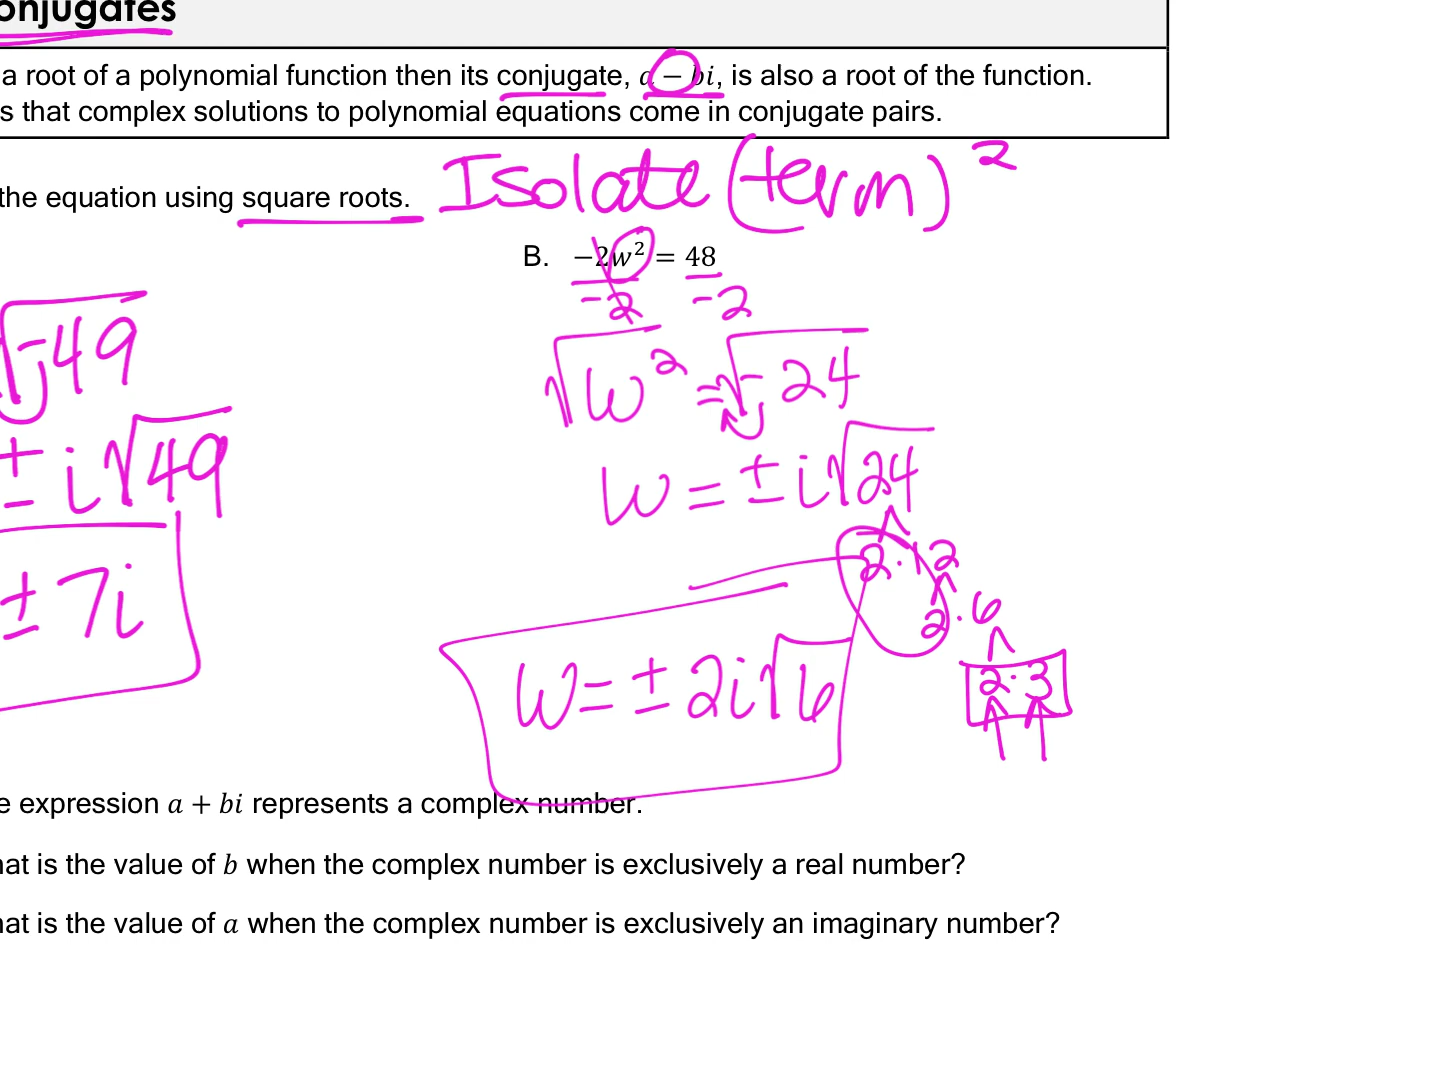 onjugates
a root of a polynomial function then its conjugate, a − bi, is also a root of the function.
s that complex solutions to polynomial equations come in conjugate pairs.
the equation using square roots. Isolate (term)²
B. −2w² = 48
−2 −2
√−49
√w² = √−24
± i√49
w = ± i√24
2·12
± 7i
2·6
w = ± 2i√6
2·3
e expression a + bi represents a complex number.
at is the value of b when the complex number is exclusively a real number?
at is the value of a when the complex number is exclusively an imaginary number?